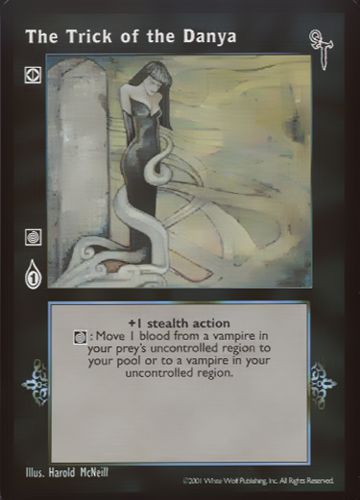 The Trick of the Danya
1
+1 stealth action
: Move 1 blood from a vampire in
your prey's uncontrolled region to
your pool or to a vampire in your
uncontrolled region.
Illus. Harold McNeill
©2001 White Wolf Publishing, Inc. All Rights Reserved.